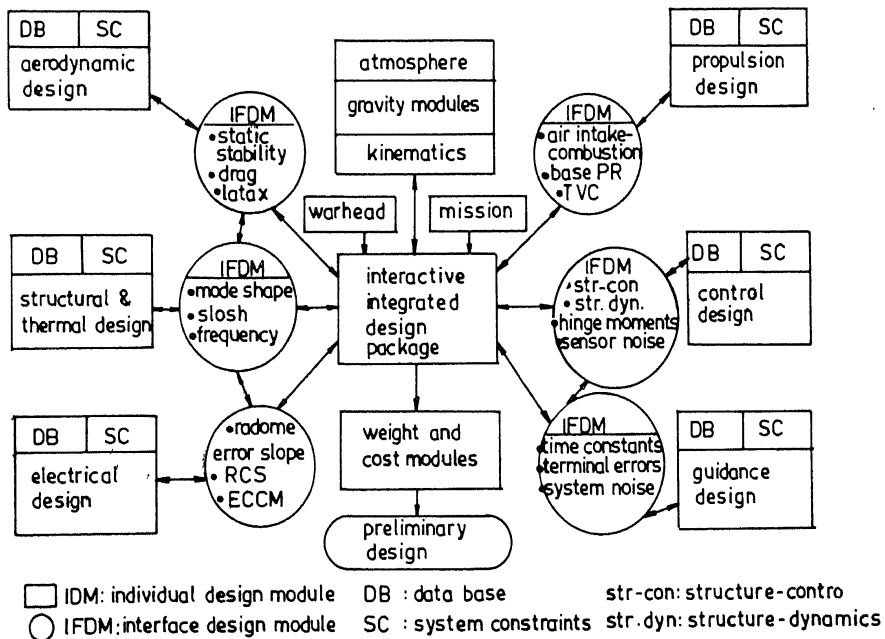 DB SC
aerodynamic
design
IFDM
•static
stability
•drag
•latax
atmosphere
gravity modules
kinematics
IFDM
•air intake-
combustion
•base PR
•TVC
DB SC
propulsion
design
warhead
mission
DB SC
structural &
thermal design
IFDM
•mode shape
•slosh
•frequency
interactive
integrated
design
package
IFDM
•str-con
•str. dyn.
•hinge moments
•sensor noise
DB SC
control
design
DB SC
electrical
design
•radome
error slope
•RCS
•ECCM
weight and
cost modules
IFDM
•time constants
•terminal errors
•system noise
DB SC
guidance
design
preliminary
design
IDM: individual design module
DB : data base
str-con: structure-contro
IFDM: interface design module
SC : system constraints
str.dyn: structure-dynamics